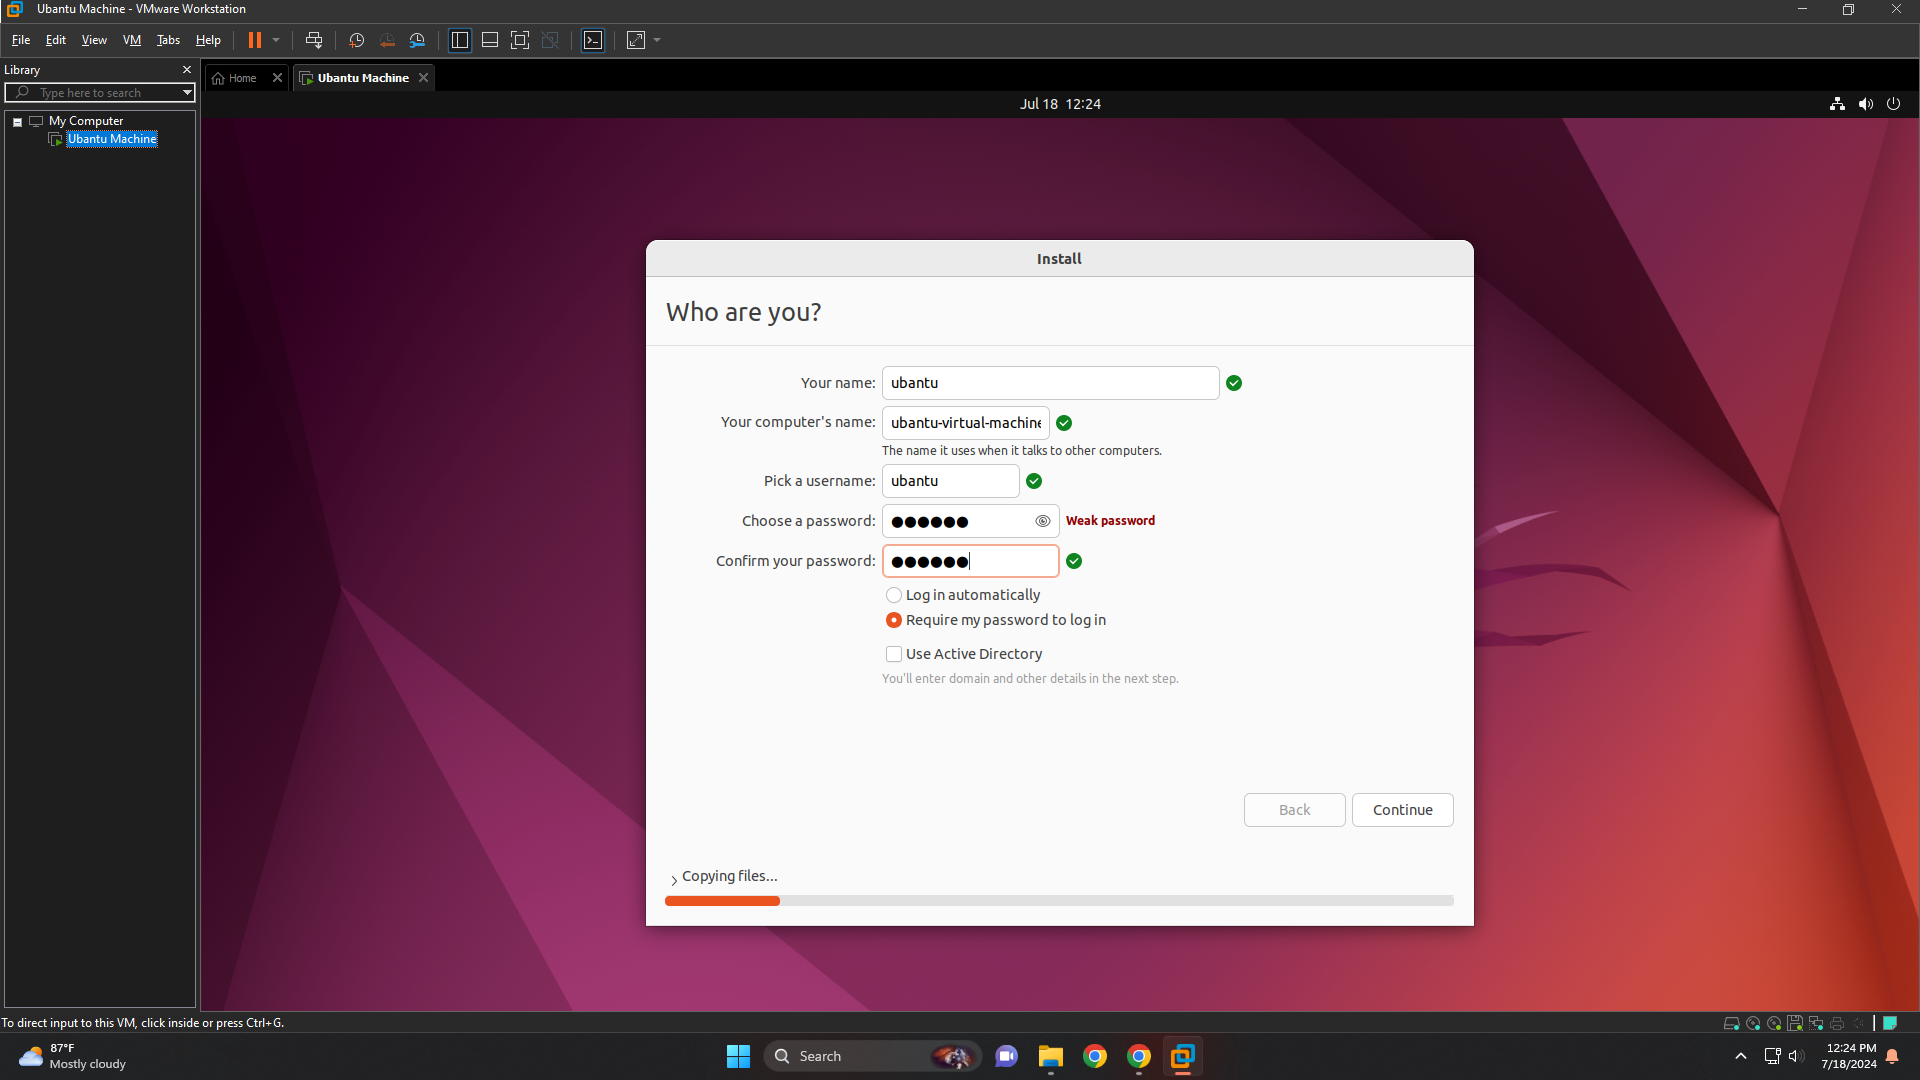 Ubantu Machine - VMware Workstation
File Edit View VM Tabs Help
Library
Type here to search
My Computer
Ubantu Machine
Home
Ubantu Machine
Jul 18 12:24
Install
Who are you?
Your name: ubantu
Your computer's name: ubantu-virtual-machine
The name it uses when it talks to other computers.
Pick a username: ubantu
Choose a password: ●●●●●● Weak password
Confirm your password: ●●●●●●
Log in automatically
Require my password to log in
Use Active Directory
You'll enter domain and other details in the next step.
Back Continue
Copying files...
To direct input to this VM, click inside or press Ctrl+G.
87°F
Mostly cloudy
Search
12:24 PM
7/18/2024